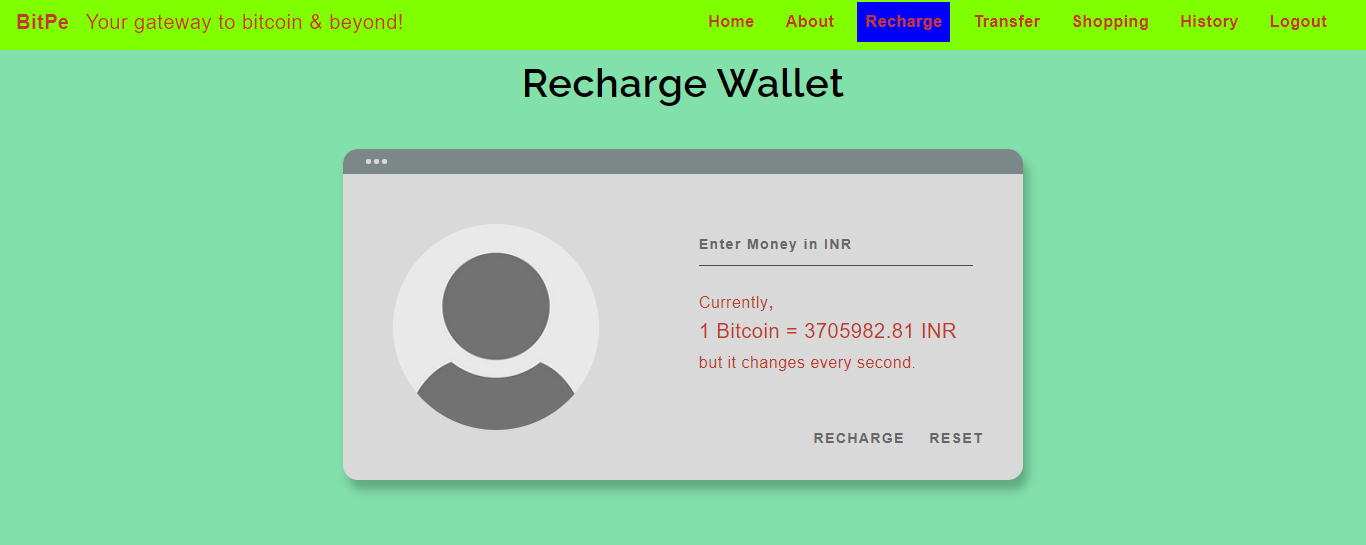 BitPe Your gateway to bitcoin & beyond! Home About Recharge Transfer Shopping History Logout
Recharge Wallet
Enter Money in INR
Currently,
1 Bitcoin = 3705982.81 INR
but it changes every second.
RECHARGE RESET